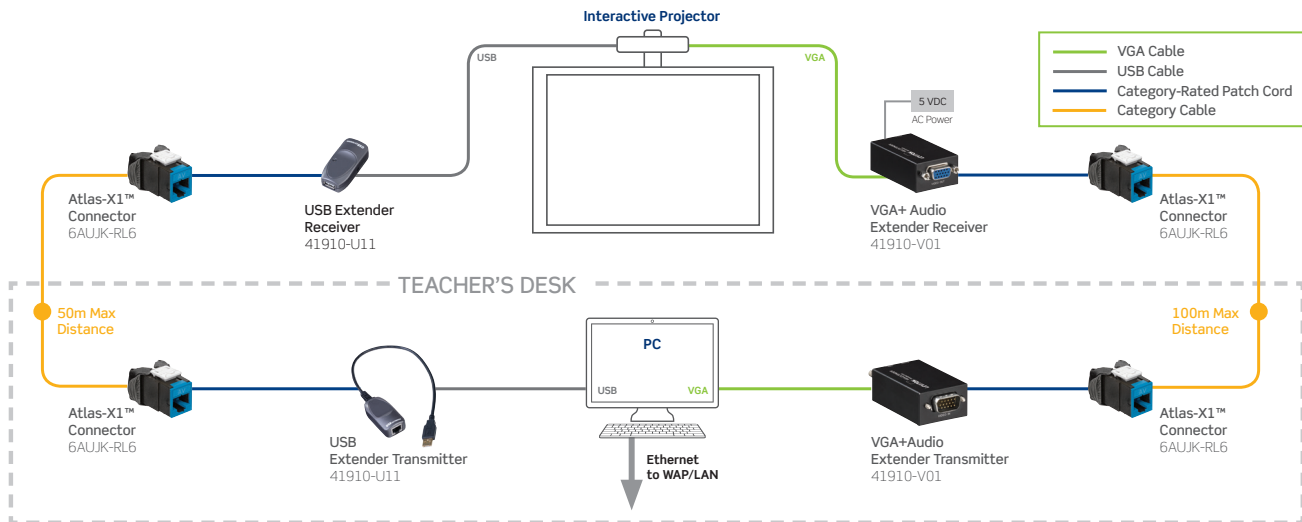 Interactive Projector
USB
VGA
VGA Cable
USB Cable
Category-Rated Patch Cord
Category Cable
5 VDC
AC Power
Atlas-X1™
Connector
6AUJK-RL6
USB Extender
Receiver
41910-U11
VGA+ Audio
Extender Receiver
41910-V01
Atlas-X1™
Connector
6AUJK-RL6
TEACHER'S DESK
50m Max
Distance
100m Max
Distance
PC
USB
VGA
Atlas-X1™
Connector
6AUJK-RL6
USB
Extender Transmitter
41910-U11
Ethernet
to WAP/LAN
VGA+Audio
Extender Transmitter
41910-V01
Atlas-X1™
Connector
6AUJK-RL6